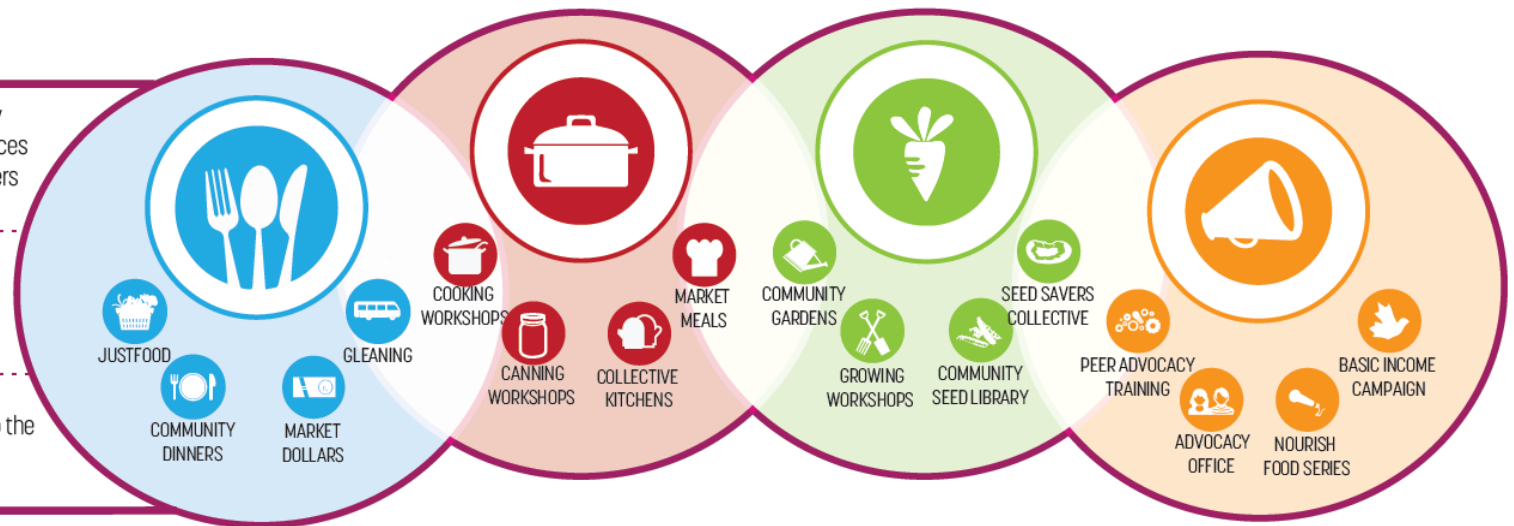 JUSTFOOD
COMMUNITY
DINNERS
MARKET
DOLLARS
GLEANING
COOKING
WORKSHOPS
CANNING
WORKSHOPS
COLLECTIVE
KITCHENS
MARKET
MEALS
COMMUNITY
GARDENS
GROWING
WORKSHOPS
COMMUNITY
SEED LIBRARY
SEED SAVERS
COLLECTIVE
PEER ADVOCACY
TRAINING
ADVOCACY
OFFICE
NOURISH
FOOD SERIES
BASIC INCOME
CAMPAIGN
the